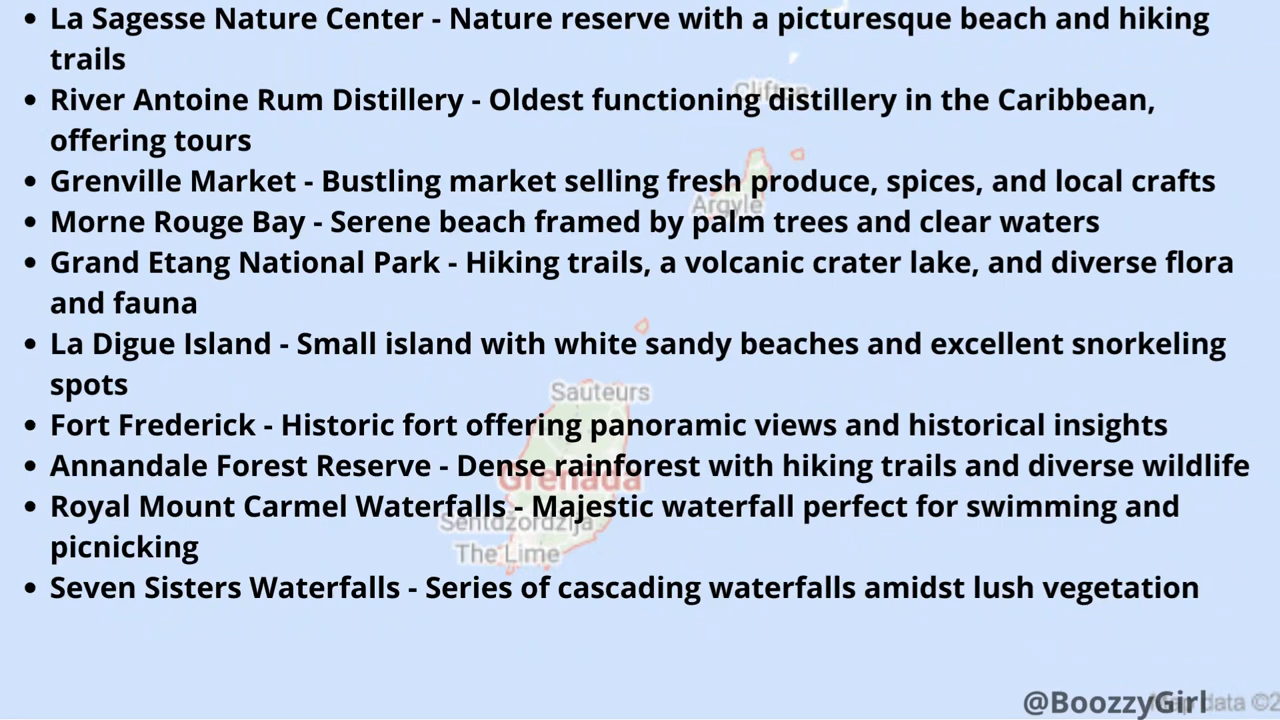 • La Sagesse Nature Center - Nature reserve with a picturesque beach and hiking
trails
• River Antoine Rum Distillery - Oldest functioning distillery in the Caribbean,
offering tours
• Grenville Market - Bustling market selling fresh produce, spices, and local crafts
• Morne Rouge Bay - Serene beach framed by palm trees and clear waters
• Grand Etang National Park - Hiking trails, a volcanic crater lake, and diverse flora
and fauna
• La Digue Island - Small island with white sandy beaches and excellent snorkeling
spots
• Fort Frederick - Historic fort offering panoramic views and historical insights
• Annandale Forest Reserve - Dense rainforest with hiking trails and diverse wildlife
• Royal Mount Carmel Waterfalls - Majestic waterfall perfect for swimming and
picnicking
• Seven Sisters Waterfalls - Series of cascading waterfalls amidst lush vegetation
Clifton
Argyle
Sauteurs
Grenada
Sentdžordžija
The Lime
@BoozzyGirl
data ©2